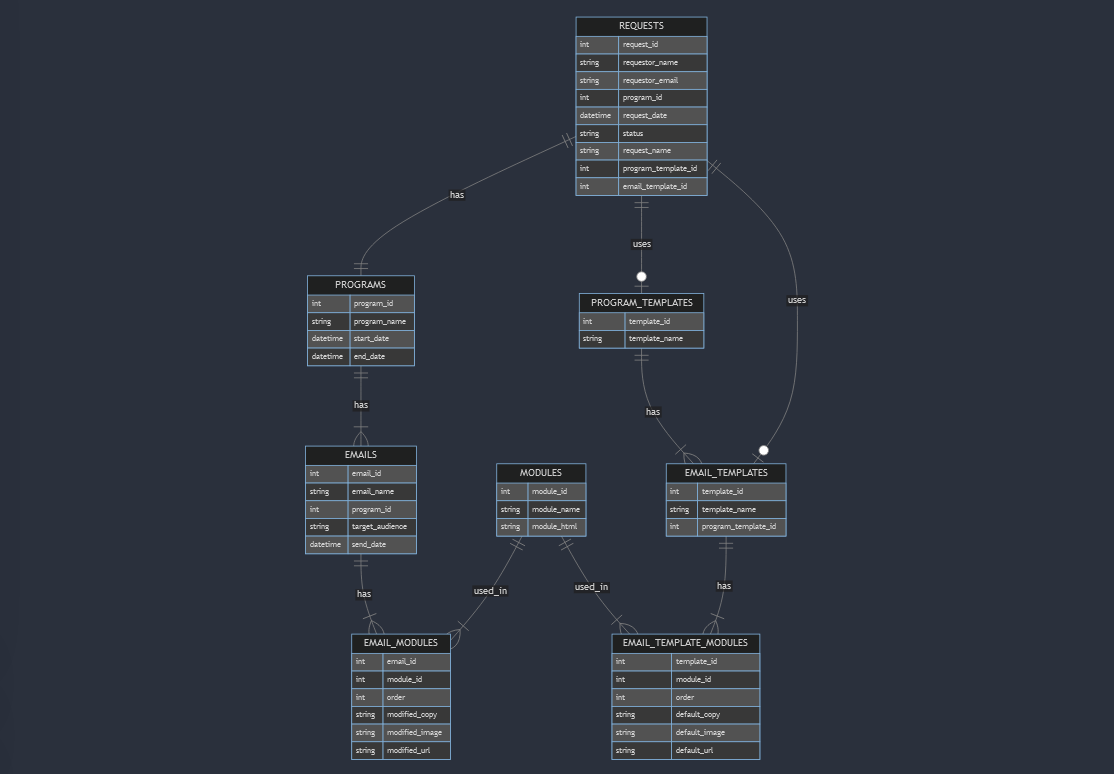 REQUESTS
int request_id
string requestor_name
string requestor_email
int program_id
datetime request_date
string status
string request_name
int program_template_id
int email_template_id
has
uses
uses
PROGRAMS
int program_id
string program_name
datetime start_date
datetime end_date
PROGRAM_TEMPLATES
int template_id
string template_name
has
has
EMAILS
int email_id
string email_name
int program_id
string target_audience
datetime send_date
MODULES
int module_id
string module_name
string module_html
EMAIL_TEMPLATES
int template_id
string template_name
int program_template_id
has
used_in
used_in
has
EMAIL_MODULES
int email_id
int module_id
int order
string modified_copy
string modified_image
string modified_url
EMAIL_TEMPLATE_MODULES
int template_id
int module_id
int order
string default_copy
string default_image
string default_url